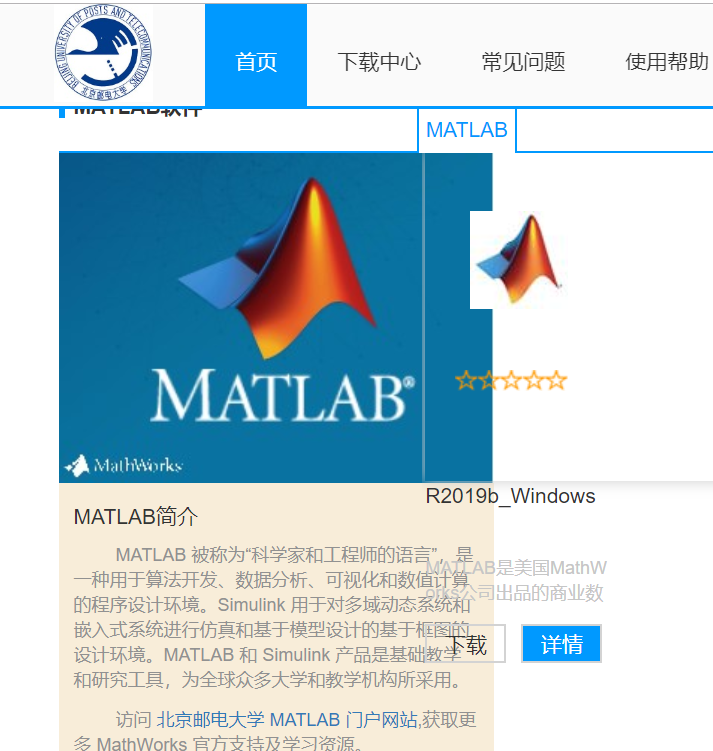 BEIJING UNIVERSITY OF POSTS AND TELECOMMUNICATIONS
北京邮电大学
首页 下载中心 常见问题 使用帮助
MATLAB软件
MATLAB
MATLAB®
MathWorks
R2019b_Windows
MATLAB是美国MathW
orks公司出品的商业数
下载 详情
MATLAB简介
MATLAB 被称为“科学家和工程师的语言”，是
一种用于算法开发、数据分析、可视化和数值计算
的程序设计环境。Simulink 用于对多域动态系统和
嵌入式系统进行仿真和基于模型设计的基于框图的
设计环境。MATLAB 和 Simulink 产品是基础教学
和研究工具，为全球众多大学和教学机构所采用。
访问 北京邮电大学 MATLAB 门户网站,获取更
多 MathWorks 官方支持及学习资源。